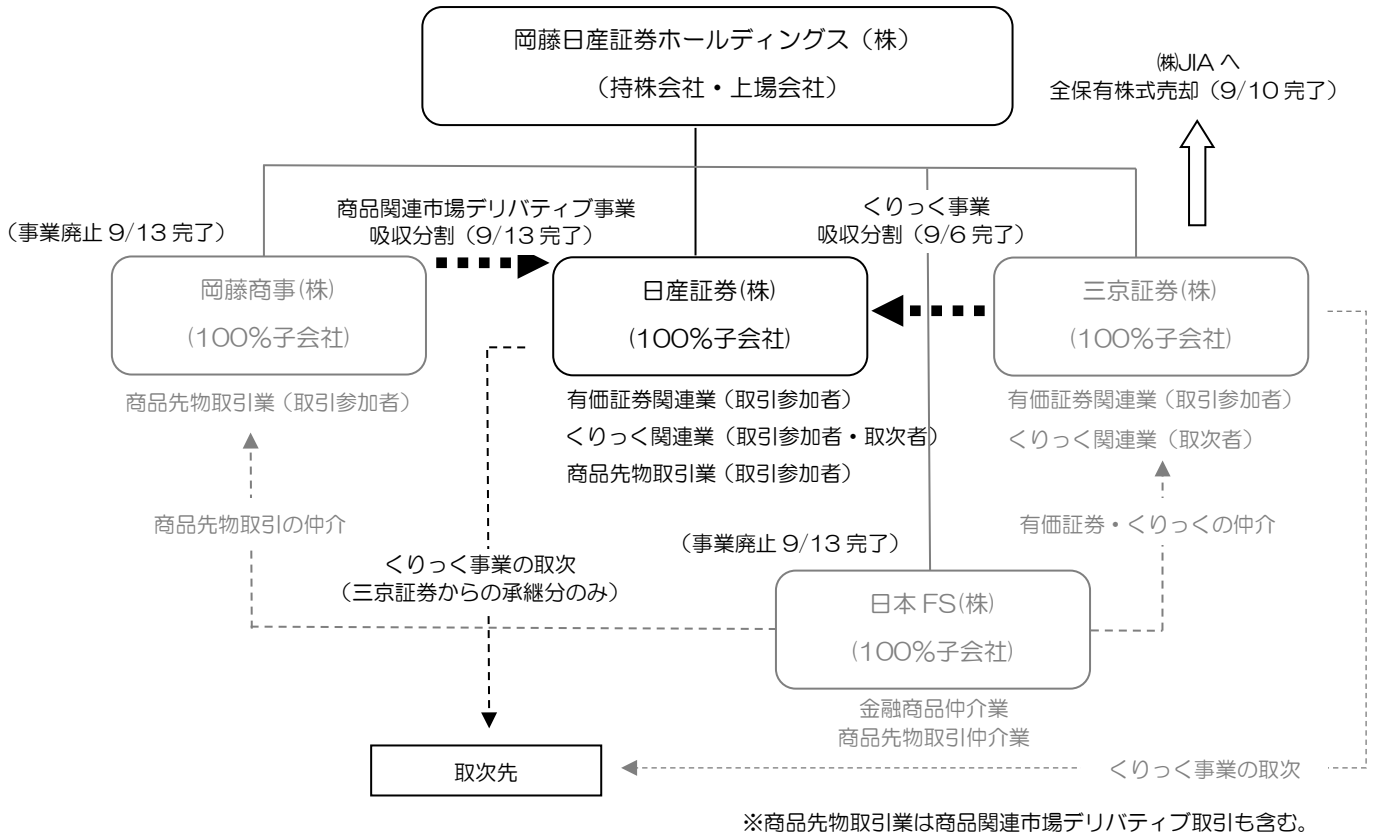 岡藤日産証券ホールディングス（株）
（持株会社・上場会社）
㈱JIA へ
全保有株式売却（9/10 完了）
（事業廃止 9/13 完了）
商品関連市場デリバティブ事業
吸収分割（9/13 完了）
くりっく事業
吸収分割（9/6 完了）
岡藤商事(株)
(100%子会社)
日産証券(株)
(100%子会社)
三京証券(株)
(100%子会社)
商品先物取引業（取引参加者）
有価証券関連業（取引参加者）
くりっく関連業（取引参加者・取次者）
商品先物取引業（取引参加者）
有価証券関連業（取引参加者）
くりっく関連業（取次者）
商品先物取引の仲介
有価証券・くりっくの仲介
（事業廃止 9/13 完了）
くりっく事業の取次
（三京証券からの承継分のみ）
日本 FS(株)
(100%子会社)
金融商品仲介業
商品先物取引仲介業
取次先
くりっく事業の取次
※商品先物取引業は商品関連市場デリバティブ取引も含む。